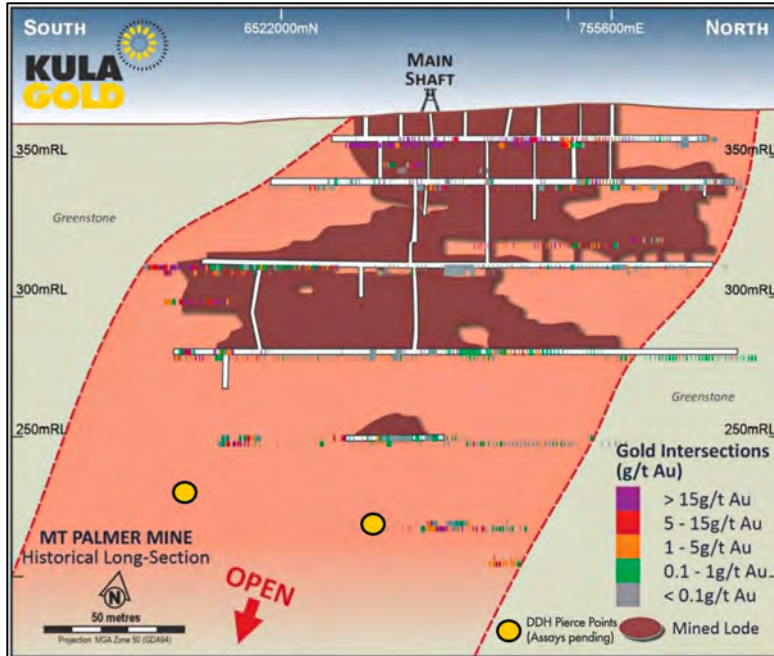 SOUTH 6522000mN 755600mE NORTH
KULA
GOLD
MAIN
SHAFT
350mRL 350mRL
Greenstone
300mRL 300mRL
250mRL 250mRL
Greenstone
Gold Intersections
(g/t Au)
> 15g/t Au
5 - 15g/t Au
1 - 5g/t Au
0.1 - 1g/t Au
< 0.1g/t Au
MT PALMER MINE
Historical Long-Section
N
50 metres
Projection: MGA Zone 50 (GDA94)
OPEN
DDH Pierce Points
(Assays pending)
Mined Lode